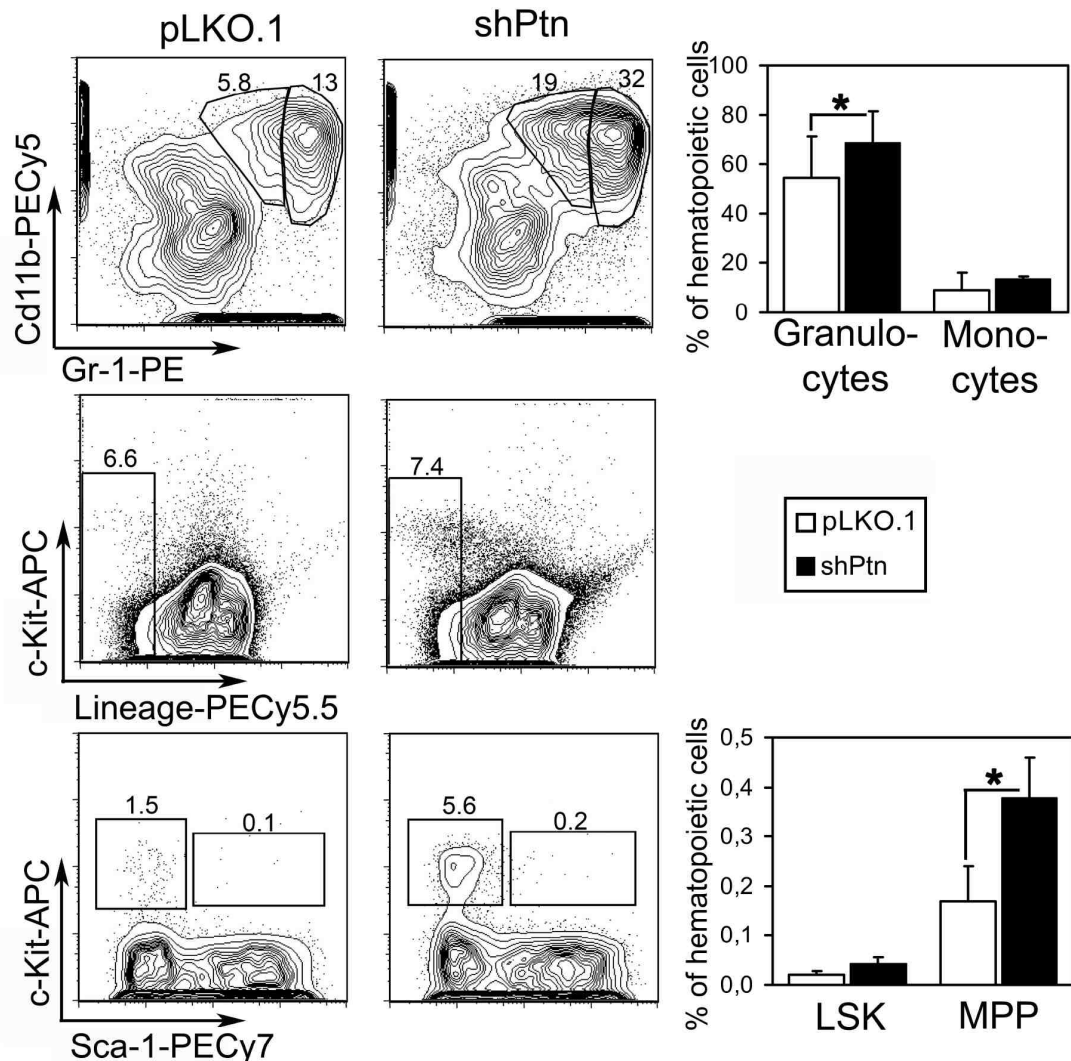 pLKO.1
shPtn
5.8
13
19
32
Cd11b-PECy5
Gr-1-PE
% of hematopoietic cells
100
80
60
40
20
0
*
Granulo-
cytes
Mono-
cytes
6.6
7.4
c-Kit-APC
Lineage-PECy5.5
pLKO.1
shPtn
1.5
0.1
5.6
0.2
c-Kit-APC
Sca-1-PECy7
% of hematopoietic cells
0,5
0,4
0,3
0,2
0,1
0,0
*
LSK
MPP